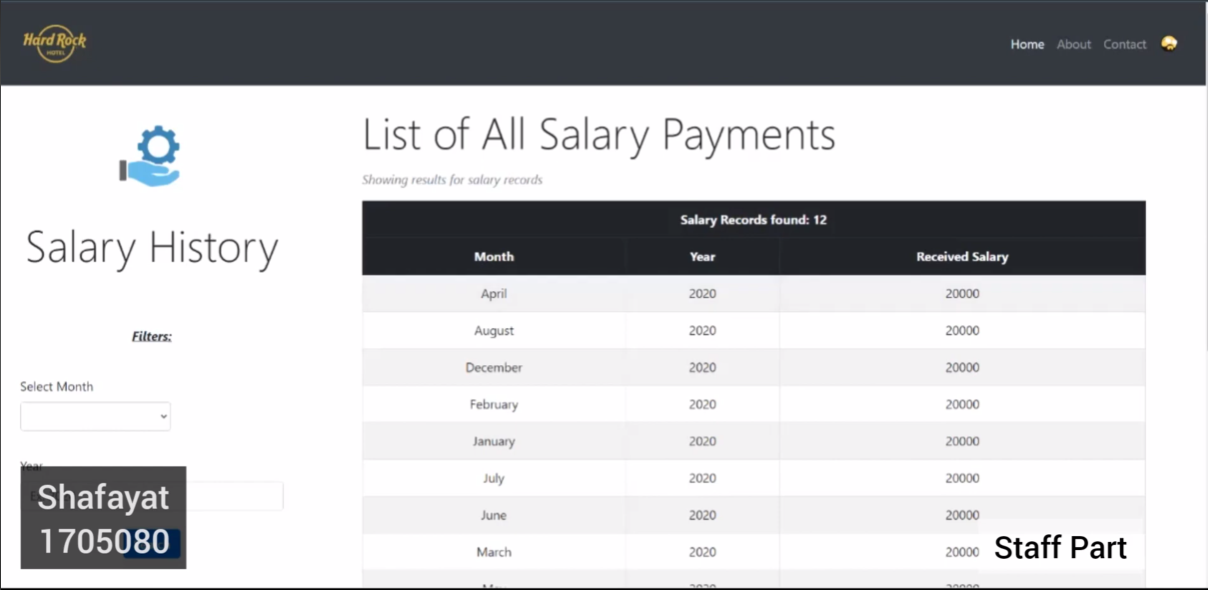 Hard Rock
HOTEL
Home About Contact
Salary History
Filters:
Select Month
Year
Shafayat
1705080
List of All Salary Payments
Showing results for salary records
Salary Records found: 12
Month Year Received Salary
April 2020 20000
August 2020 20000
December 2020 20000
February 2020 20000
January 2020 20000
July 2020 20000
June 2020 20000
March 2020 20000
Staff Part